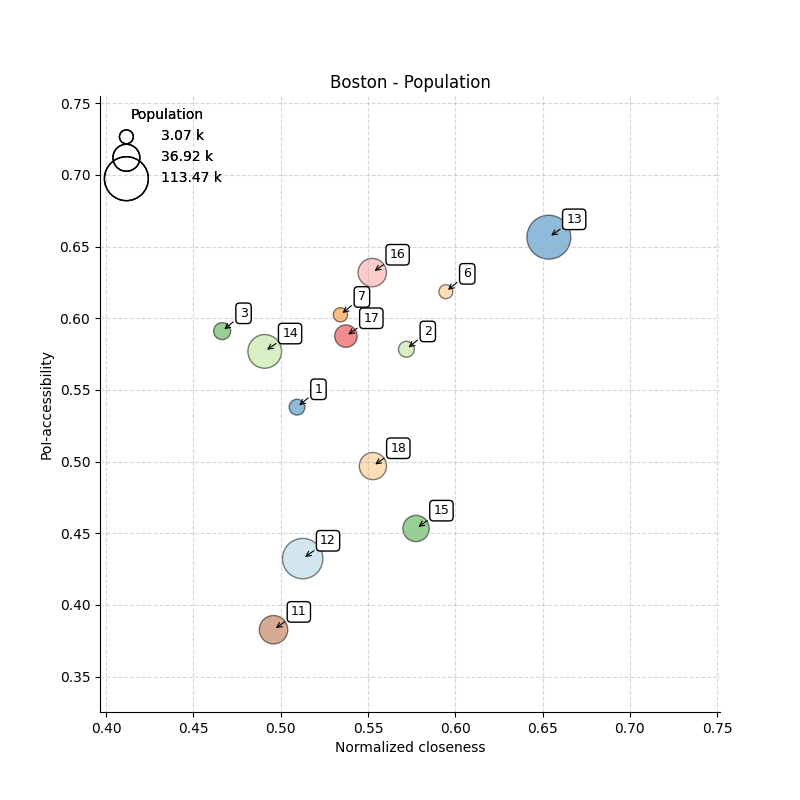 Boston - Population
0.75
Population
3.07 k
36.92 k
0.70
113.47 k
13
0.65
16
6
7
3
17
0.60
2
14
0.55
1
PoI-accessibility
0.50
18
15
0.45
12
0.40
11
0.35
0.40 0.45 0.50 0.55 0.60 0.65 0.70 0.75
Normalized closeness